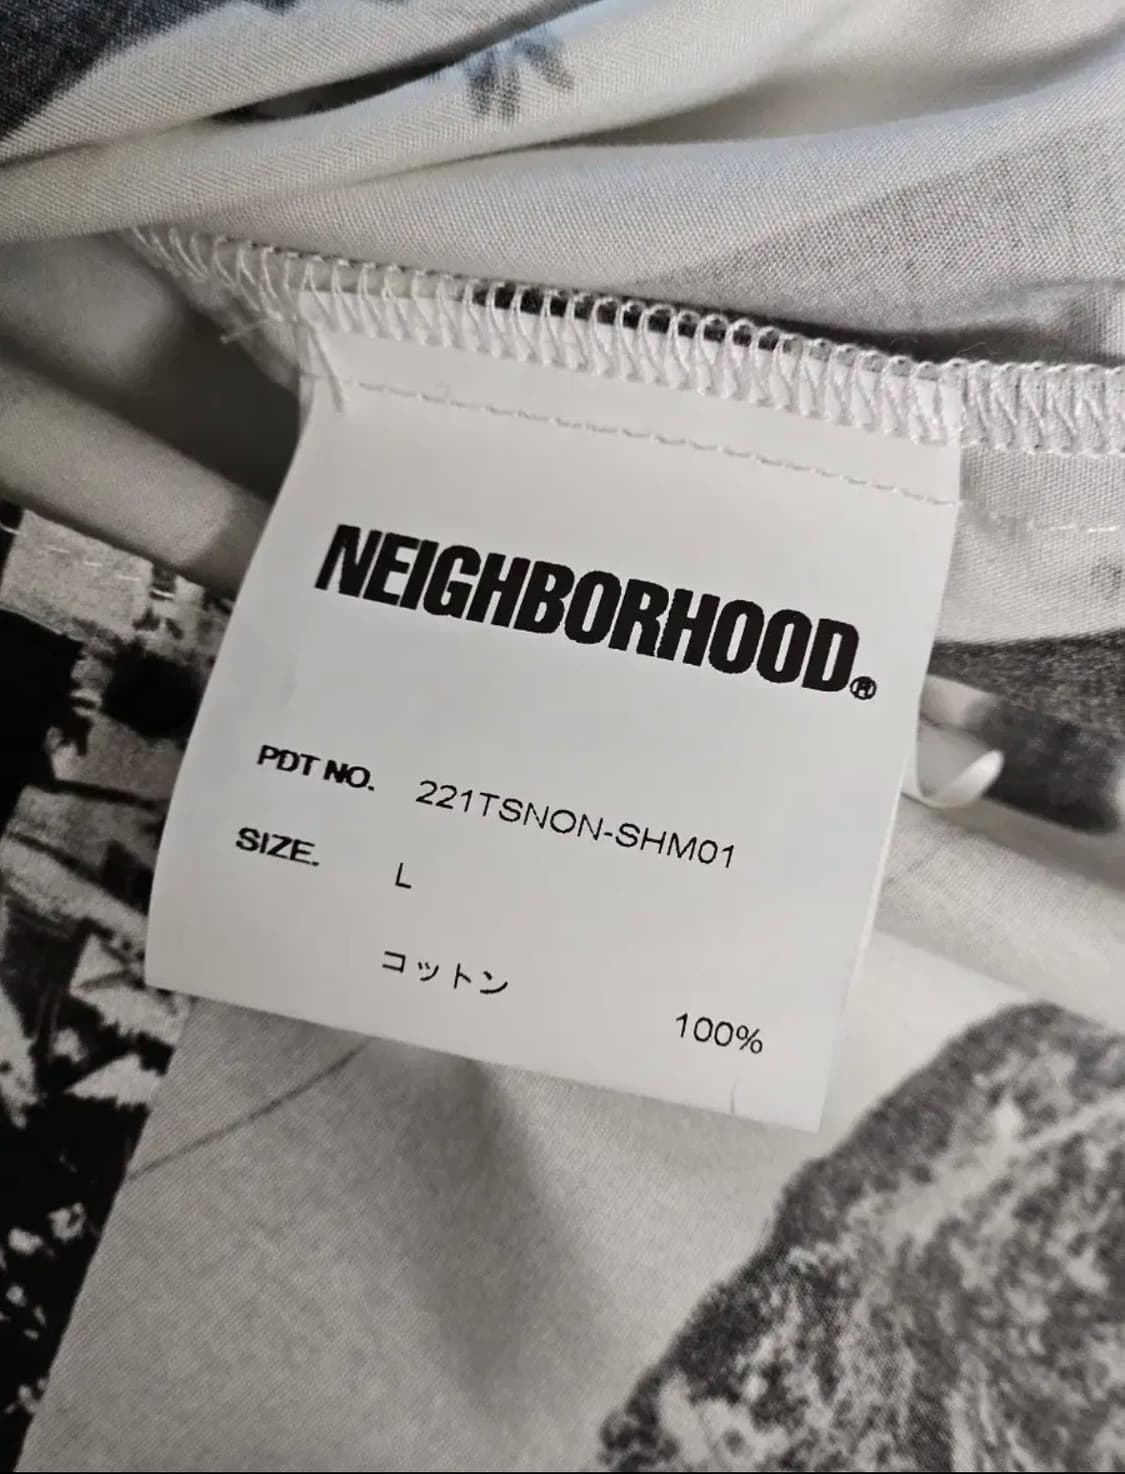 NEIGHBORHOOD®
PDT NO. 221TSNON-SHM01
SIZE. L
コットン 100%